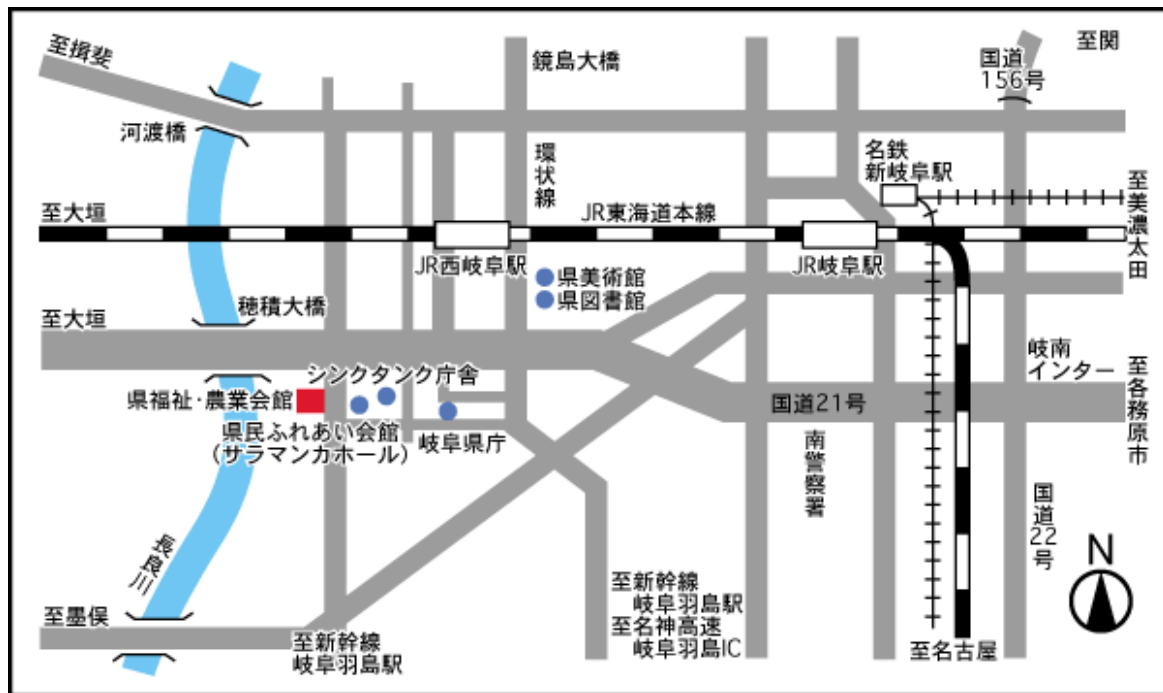 至揖斐
鏡島大橋
国道
156号
至関
河渡橋
環状線
名鉄
新岐阜駅
至美濃太田
至大垣
JR東海道本線
JR西岐阜駅
JR岐阜駅
県美術館
県図書館
穂積大橋
至大垣
岐南
インター
至各務原市
シンクタンク庁舎
県福祉・農業会館
国道21号
県民ふれあい会館
(サラマンカホール)
岐阜県庁
南警察署
国道22号
長良川
N
至墨俣
至新幹線
岐阜羽島駅
至新幹線
岐阜羽島駅
至名神高速
岐阜羽島IC
至名古屋